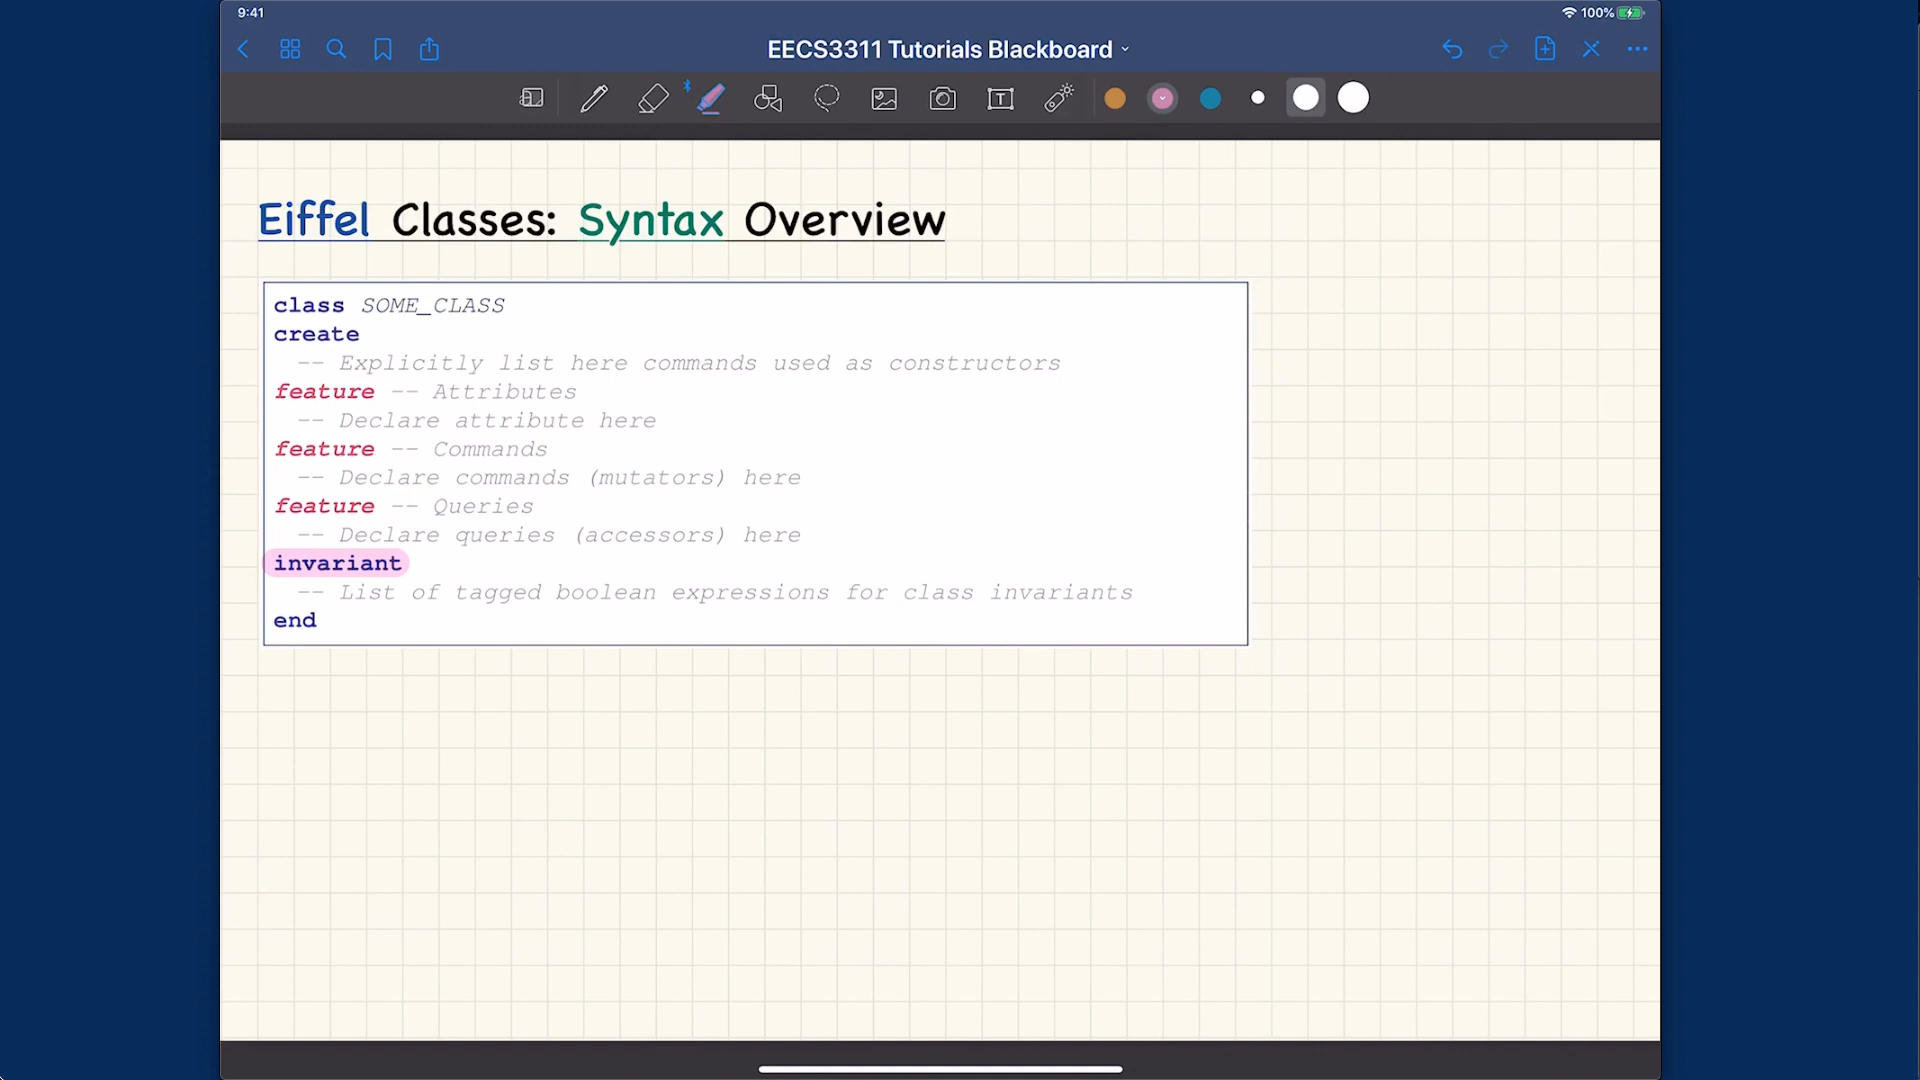 9:41
100%
EECS3311 Tutorials Blackboard
T
Eiffel Classes: Syntax Overview
class SOME_CLASS
create
-- Explicitly list here commands used as constructors
feature -- Attributes
-- Declare attribute here
feature -- Commands
-- Declare commands (mutators) here
feature -- Queries
-- Declare queries (accessors) here
invariant
-- List of tagged boolean expressions for class invariants
end